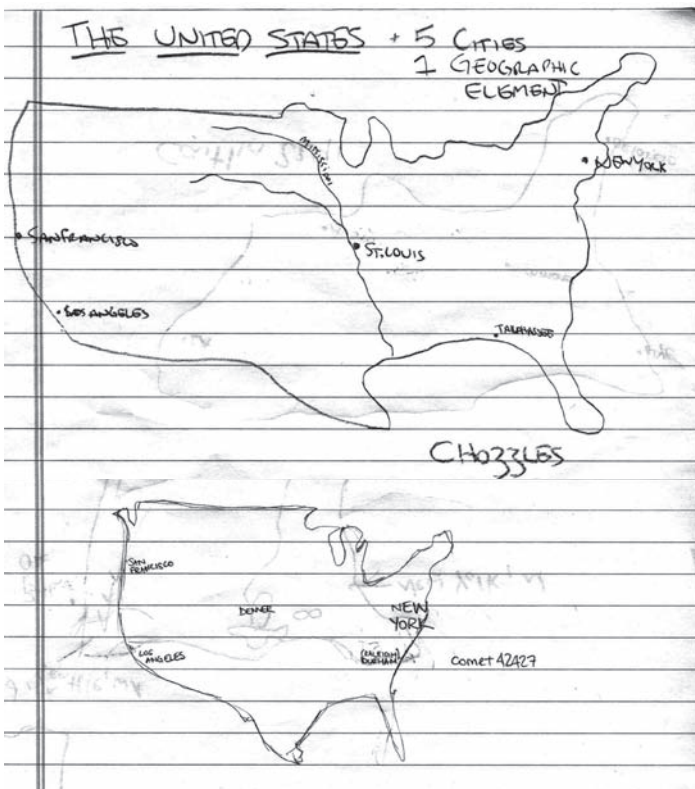 THE UNITED STATES + 5 CITIES
1 GEOGRAPHIC
ELEMENT
MISSISSIPPI
NEW YORK
SAN FRANCISCO
ST. LOUIS
LOS ANGELES
CHOZZLES
SAN
FRANCISCO
DENVER
NEW
YORK
LOS
ANGELES
(RALEIGH)
DURHAM
comet 42427